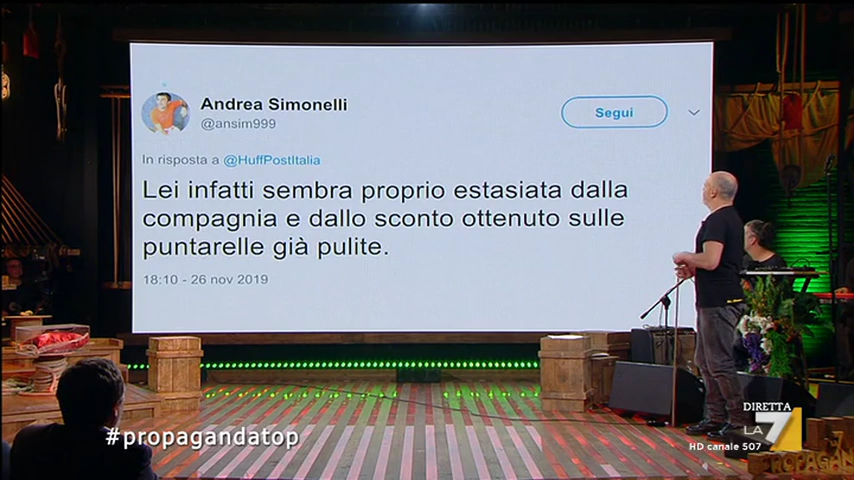 Andrea Simonelli
@ansim999
Segui
In risposta a @HuffPostItalia
Lei infatti sembra proprio estasiata dalla
compagnia e dallo sconto ottenuto sulle
puntarelle già pulite.
18:10 - 26 nov 2019
#propagandatop
DIRETTA
LA 7
HD canale 507
PROPAGAN